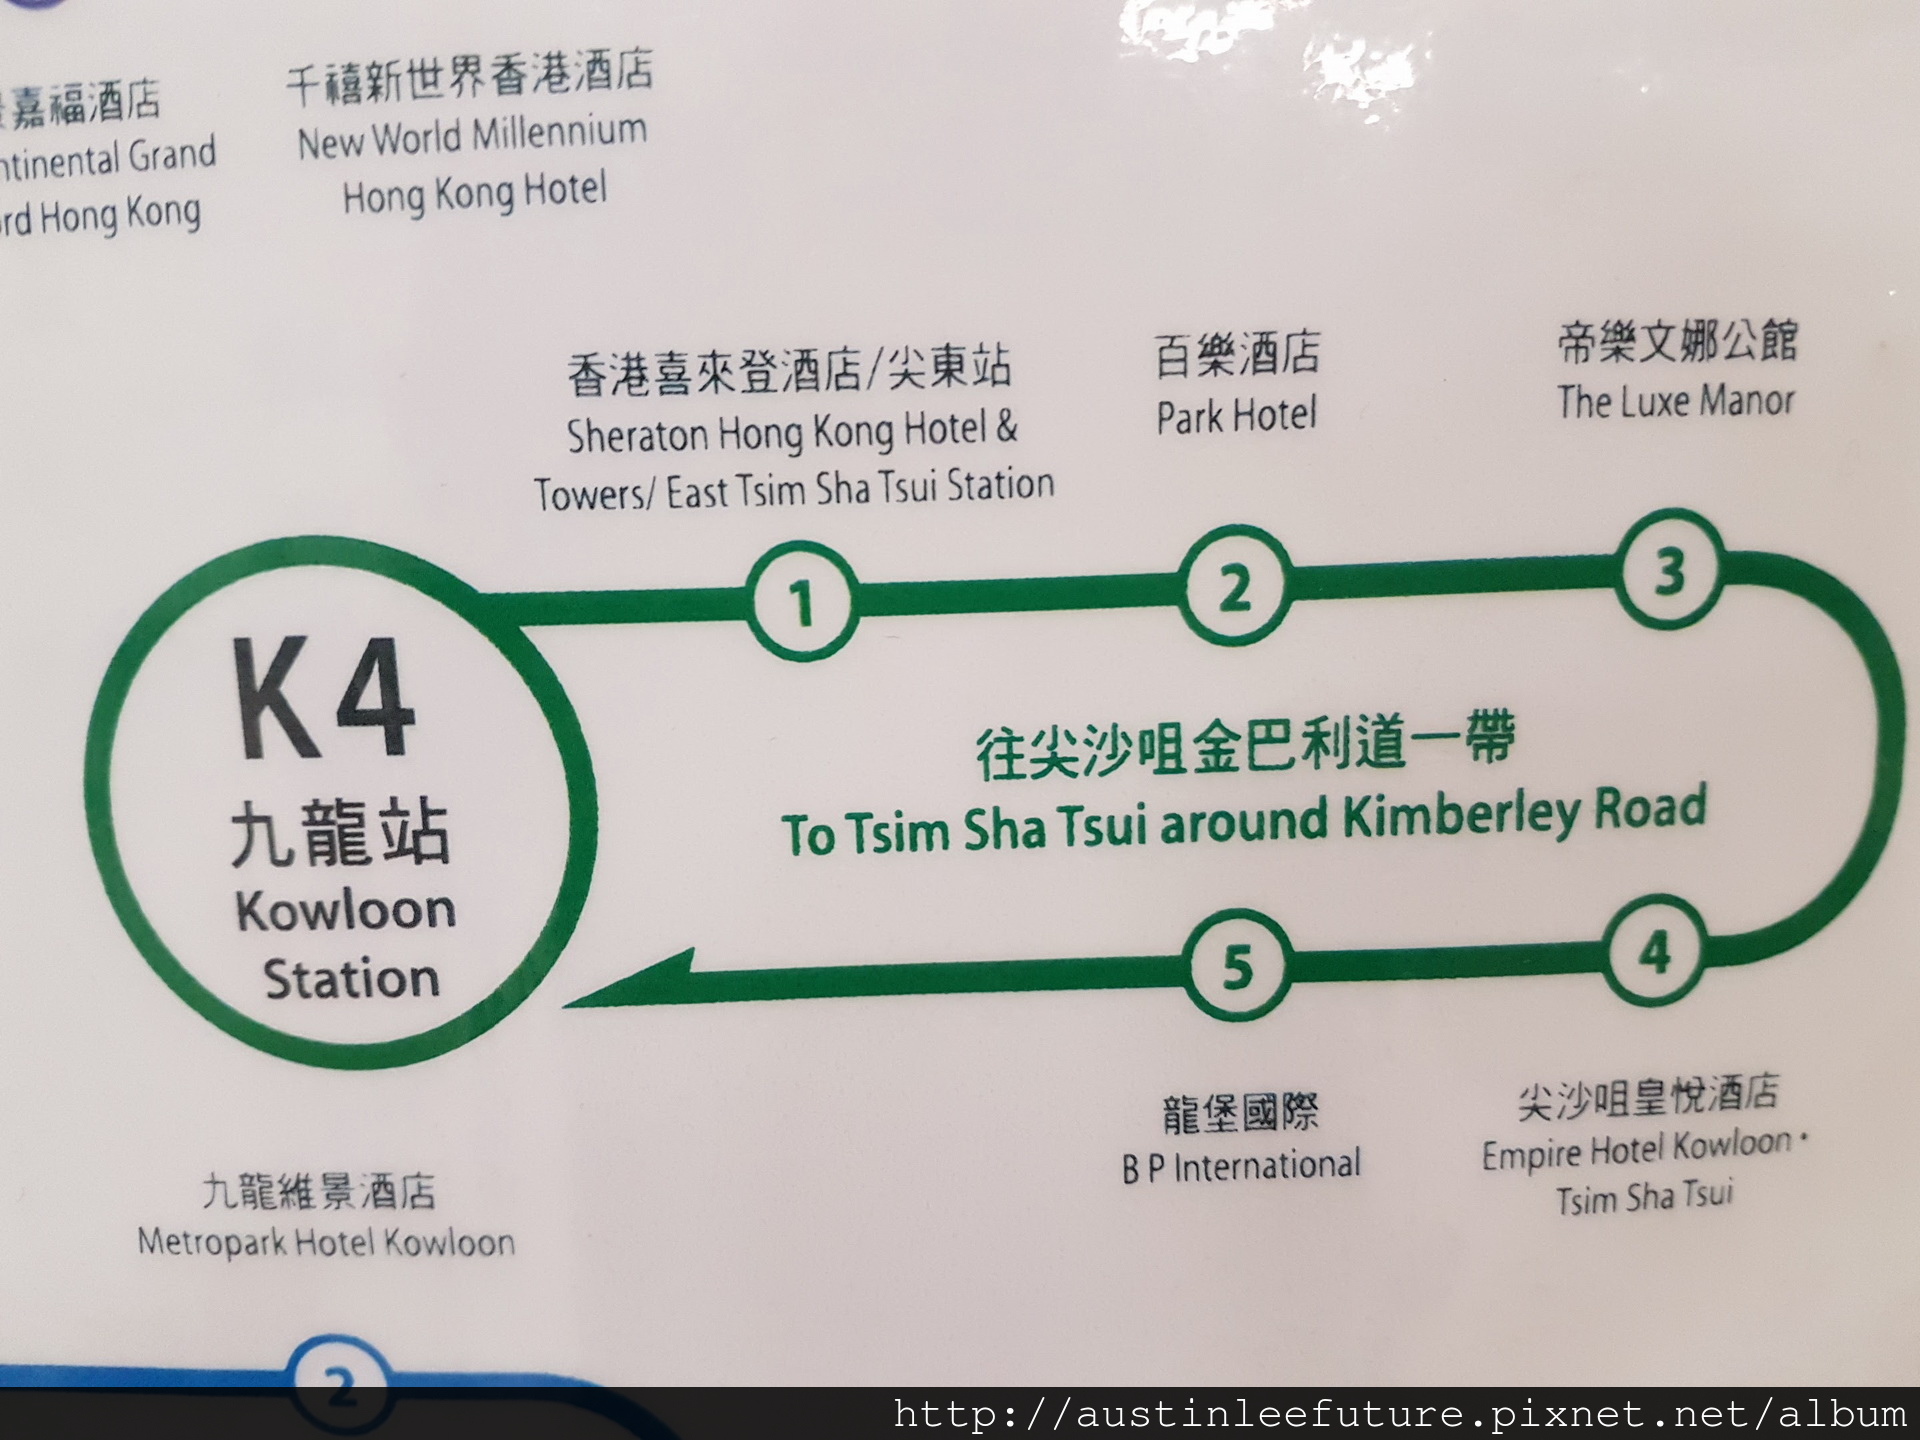 嘉福酒店
ntinental Grand
ord Hong Kong
千禧新世界香港酒店
New World Millennium
Hong Kong Hotel
香港喜來登酒店/尖東站
Sheraton Hong Kong Hotel &
Towers/ East Tsim Sha Tsui Station
百樂酒店
Park Hotel
帝樂文娜公館
The Luxe Manor
1
2
3
K4
九龍站
Kowloon
Station
往尖沙咀金巴利道一帶
To Tsim Sha Tsui around Kimberley Road
5
4
龍堡國際
B P International
尖沙咀皇悅酒店
Empire Hotel Kowloon・
Tsim Sha Tsui
九龍維景酒店
Metropark Hotel Kowloon
2
http://austinleefuture.pixnet.net/album